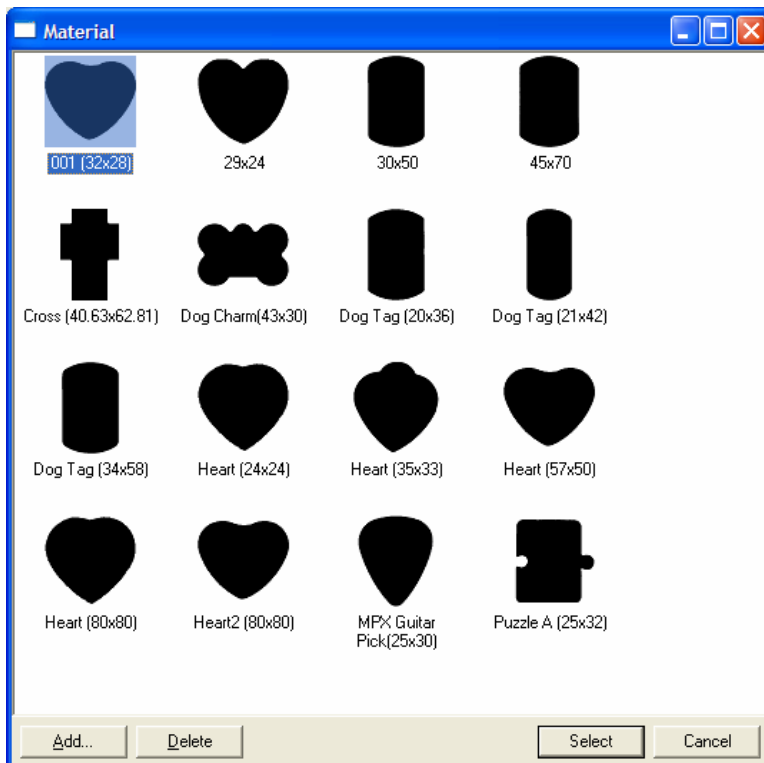 Material
001 (32x28)
29x24
30x50
45x70
Cross (40.63x62.81)
Dog Charm(43x30)
Dog Tag (20x36)
Dog Tag (21x42)
Dog Tag (34x58)
Heart (24x24)
Heart (35x33)
Heart (57x50)
Heart (80x80)
Heart2 (80x80)
MPX Guitar
Pick(25x30)
Puzzle A (25x32)
Add...
Delete
Select
Cancel